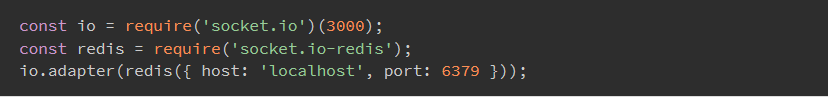 const io = require('socket.io')(3000);
const redis = require('socket.io-redis');
io.adapter(redis({ host: 'localhost', port: 6379 }));